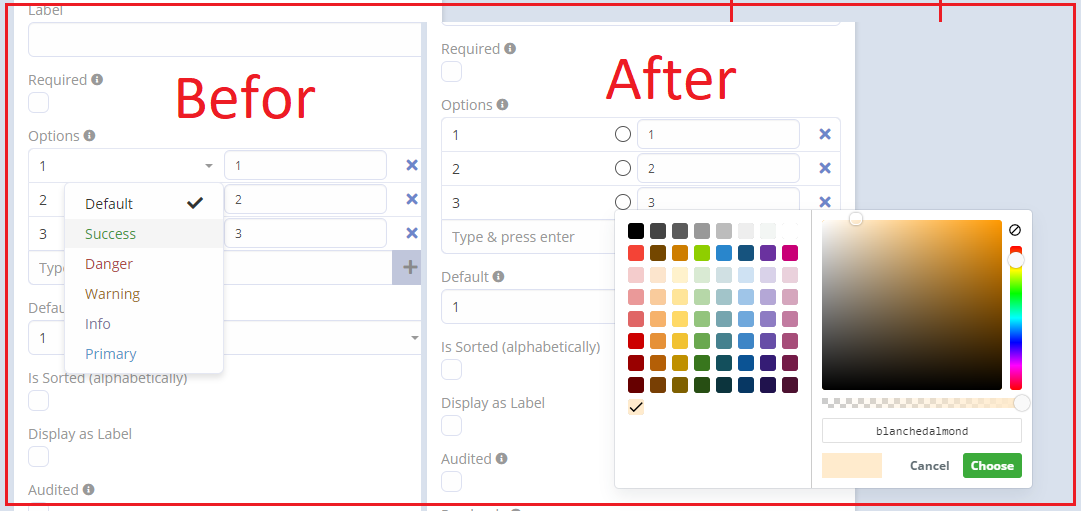 Label
Required
Befor
Options
1
1
2
2
3
3
Default
Success
Danger
Warning
Info
Primary
Type
Defau
1
Is Sorted (alphabetically)
Display as Label
Audited
After
Required
Options
1
1
2
2
3
3
Type & press enter
Default
1
Is Sorted (alphabetically)
Display as Label
Audited
blanchedalmond
Cancel
Choose